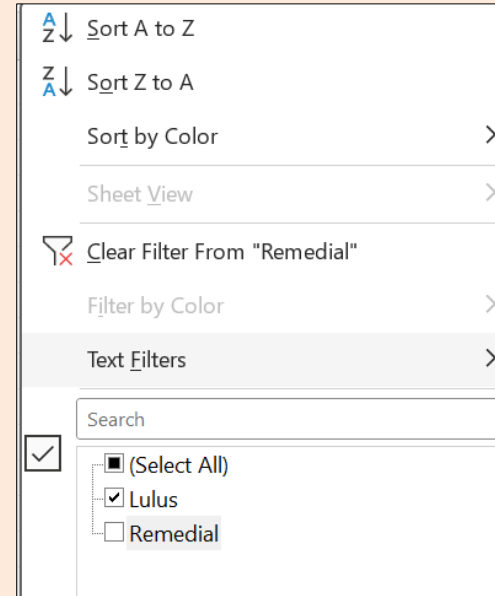 Sort A to Z
Sort Z to A
Sort by Color
Sheet View
Clear Filter From "Remedial"
Filter by Color
Text Filters
Search
(Select All)
Lulus
Remedial